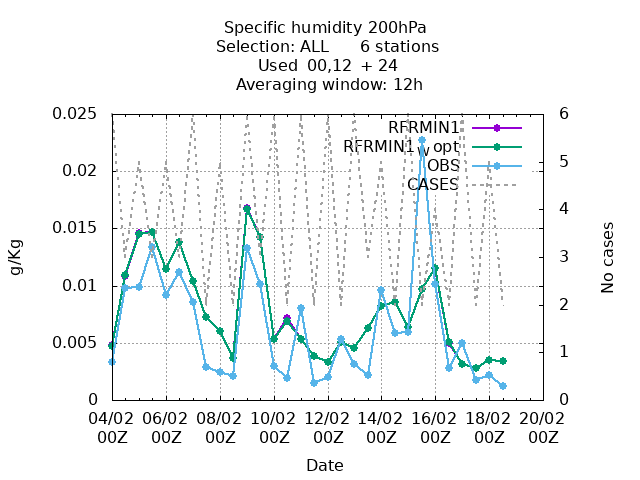 Specific humidity 200hPa
Selection: ALL 6 stations
Used 00,12 + 24
Averaging window: 12h
RFRMIN1
RFRMIN1_opt
OBS
CASES
0.025
0.02
0.015
0.01
0.005
0
g/Kg
6
5
4
3
2
1
0
No cases
04/02 06/02 08/02 10/02 12/02 14/02 16/02 18/02 20/02
00Z 00Z 00Z 00Z 00Z 00Z 00Z 00Z 00Z
Date